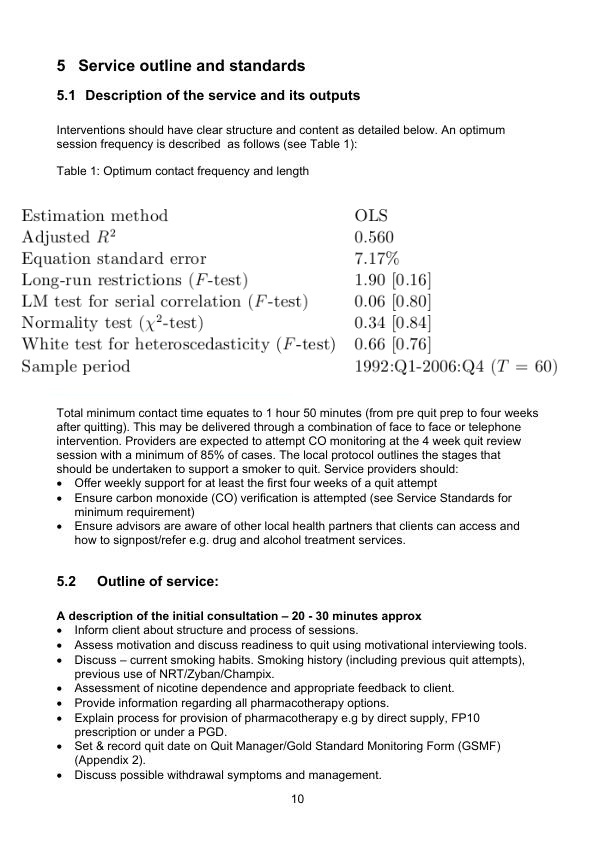 5 Service outline and standards
5.1 Description of the service and its outputs
Interventions should have clear structure and content as detailed below. An optimum
session frequency is described as follows (see Table 1):
Table 1: Optimum contact frequency and length
Estimation method OLS
Adjusted R² 0.560
Equation standard error 7.17%
Long-run restrictions (F-test) 1.90 [0.16]
LM test for serial correlation (F-test) 0.06 [0.80]
Normality test (χ²-test) 0.34 [0.84]
White test for heteroscedasticity (F-test) 0.66 [0.76]
Sample period 1992:Q1-2006:Q4 (T = 60)
Total minimum contact time equates to 1 hour 50 minutes (from pre quit prep to four weeks
after quitting). This may be delivered through a combination of face to face or telephone
intervention. Providers are expected to attempt CO monitoring at the 4 week quit review
session with a minimum of 85% of cases. The local protocol outlines the stages that
should be undertaken to support a smoker to quit. Service providers should:
• Offer weekly support for at least the first four weeks of a quit attempt
• Ensure carbon monoxide (CO) verification is attempted (see Service Standards for
minimum requirement)
• Ensure advisors are aware of other local health partners that clients can access and
how to signpost/refer e.g. drug and alcohol treatment services.
5.2 Outline of service:
A description of the initial consultation – 20 - 30 minutes approx
• Inform client about structure and process of sessions.
• Assess motivation and discuss readiness to quit using motivational interviewing tools.
• Discuss – current smoking habits. Smoking history (including previous quit attempts),
previous use of NRT/Zyban/Champix.
• Assessment of nicotine dependence and appropriate feedback to client.
• Provide information regarding all pharmacotherapy options.
• Explain process for provision of pharmacotherapy e.g by direct supply, FP10
prescription or under a PGD.
• Set & record quit date on Quit Manager/Gold Standard Monitoring Form (GSMF)
(Appendix 2).
• Discuss possible withdrawal symptoms and management.
10